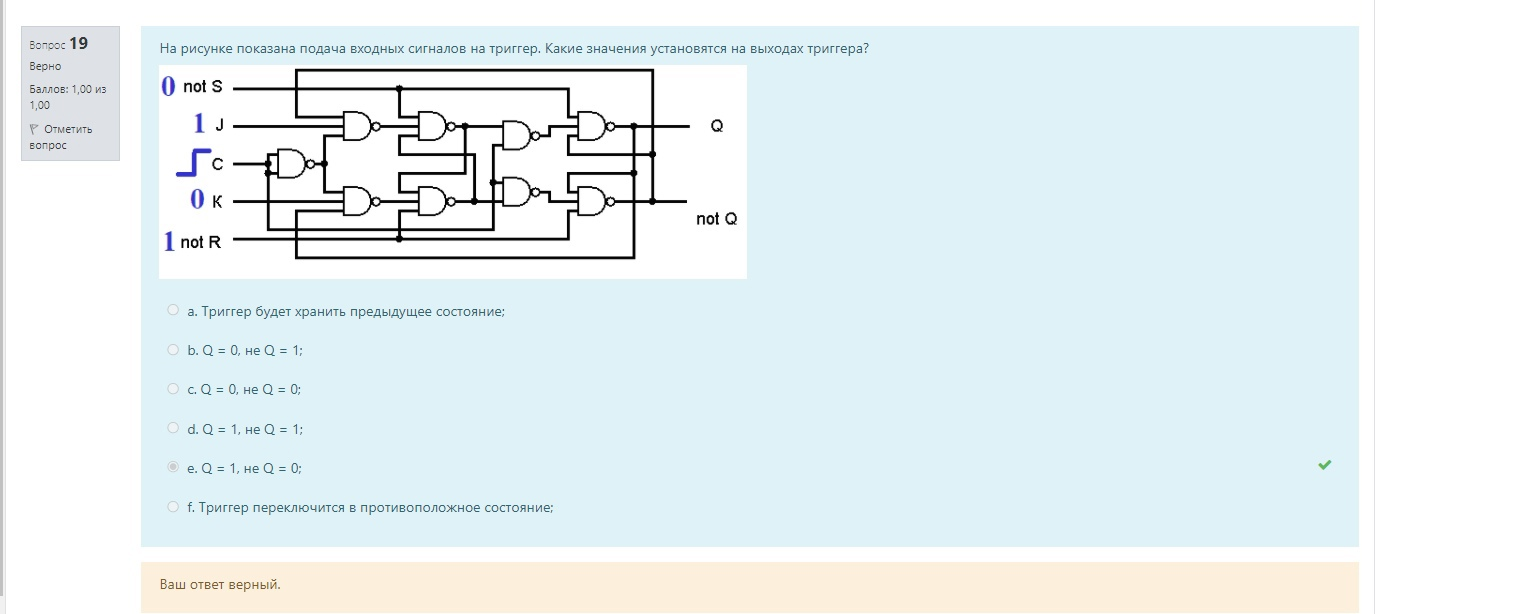 Вопрос 19
Верно
Баллов: 1,00 из
1,00
Отметить
вопрос
На рисунке показана подача входных сигналов на триггер. Какие значения установятся на выходах триггера?
0 not S
1 J
C
0 K
1 not R
Q
not Q
a. Триггер будет хранить предыдущее состояние;
b. Q = 0, не Q = 1;
c. Q = 0, не Q = 0;
d. Q = 1, не Q = 1;
e. Q = 1, не Q = 0;
f. Триггер переключится в противоположное состояние;
Ваш ответ верный.